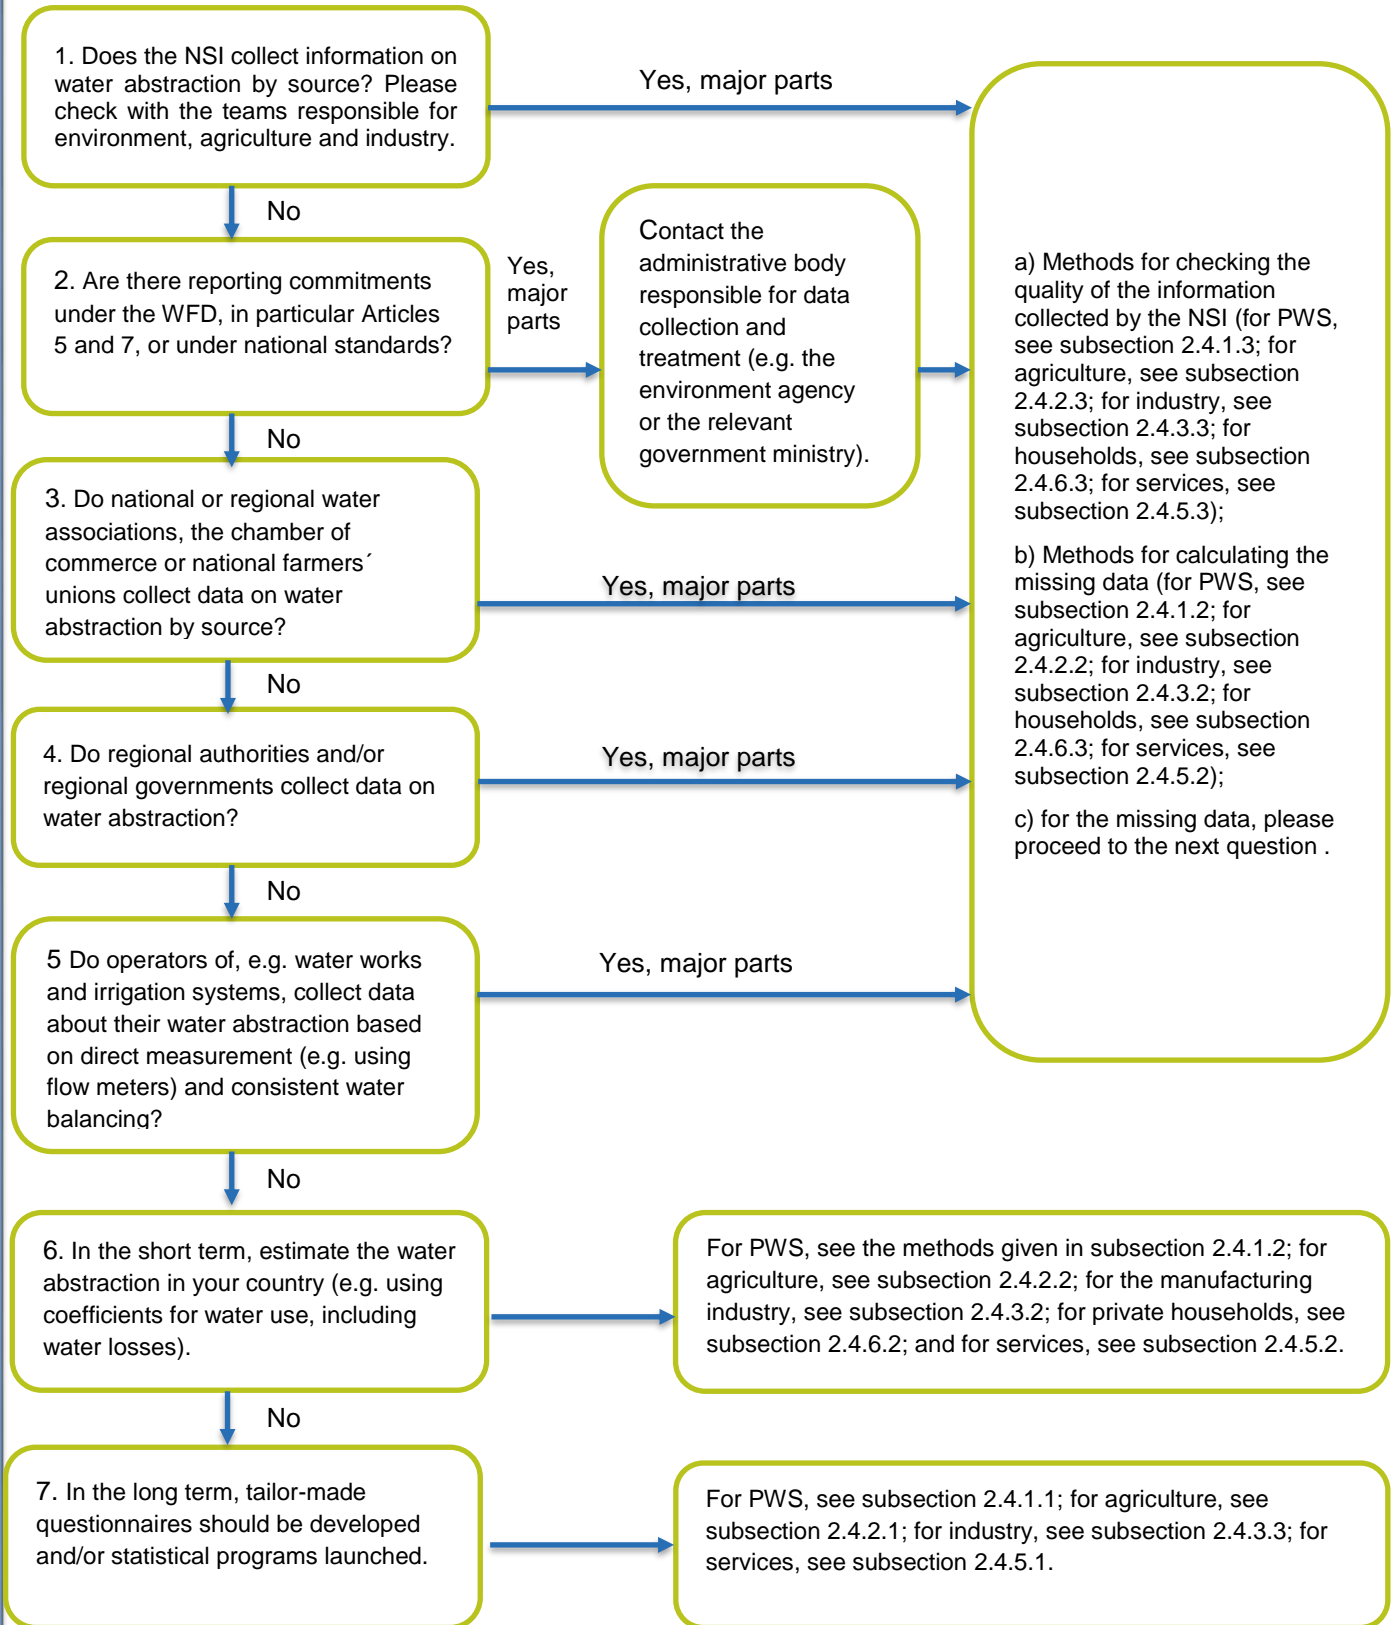 1. Does the NSI collect information on
water abstraction by source? Please
check with the teams responsible for
environment, agriculture and industry.
Yes, major parts
No
2. Are there reporting commitments
under the WFD, in particular Articles
5 and 7, or under national standards?
Yes,
major
parts
Contact the
administrative body
responsible for data
collection and
treatment (e.g. the
environment agency
or the relevant
government ministry).
No
3. Do national or regional water
associations, the chamber of
commerce or national farmers´
unions collect data on water
abstraction by source?
Yes, major parts
No
4. Do regional authorities and/or
regional governments collect data on
water abstraction?
Yes, major parts
No
5 Do operators of, e.g. water works
and irrigation systems, collect data
about their water abstraction based
on direct measurement (e.g. using
flow meters) and consistent water
balancing?
Yes, major parts
a) Methods for checking the
quality of the information
collected by the NSI (for PWS,
see subsection 2.4.1.3; for
agriculture, see subsection
2.4.2.3; for industry, see
subsection 2.4.3.3; for
households, see subsection
2.4.6.3; for services, see
subsection 2.4.5.3);
b) Methods for calculating the
missing data (for PWS, see
subsection 2.4.1.2; for
agriculture, see subsection
2.4.2.2; for industry, see
subsection 2.4.3.2; for
households, see subsection
2.4.6.3; for services, see
subsection 2.4.5.2);
c) for the missing data, please
proceed to the next question .
No
6. In the short term, estimate the water
abstraction in your country (e.g. using
coefficients for water use, including
water losses).
For PWS, see the methods given in subsection 2.4.1.2; for
agriculture, see subsection 2.4.2.2; for the manufacturing
industry, see subsection 2.4.3.2; for private households, see
subsection 2.4.6.2; and for services, see subsection 2.4.5.2.
No
7. In the long term, tailor-made
questionnaires should be developed
and/or statistical programs launched.
For PWS, see subsection 2.4.1.1; for agriculture, see
subsection 2.4.2.1; for industry, see subsection 2.4.3.3; for
services, see subsection 2.4.5.1.